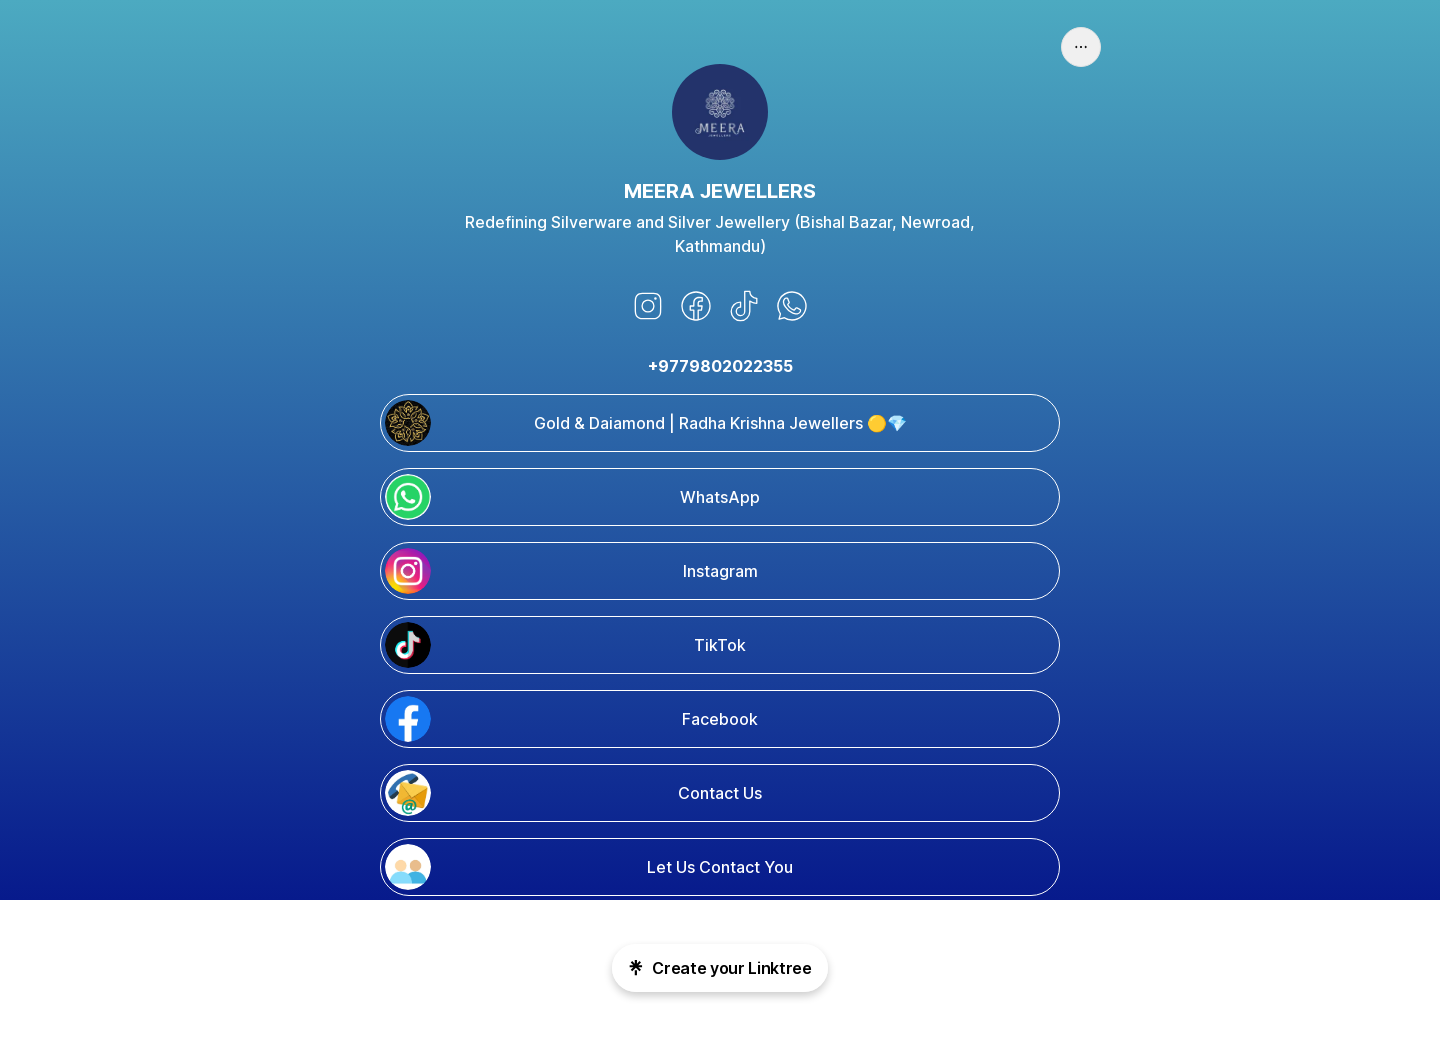 MEERA
JEWELLERS
MEERA JEWELLERS
Redefining Silverware and Silver Jewellery (Bishal Bazar, Newroad,
Kathmandu)
+9779802022355
Gold & Daiamond | Radha Krishna Jewellers 🟡💎
WhatsApp
Instagram
TikTok
Facebook
Contact Us
Let Us Contact You
Create your Linktree